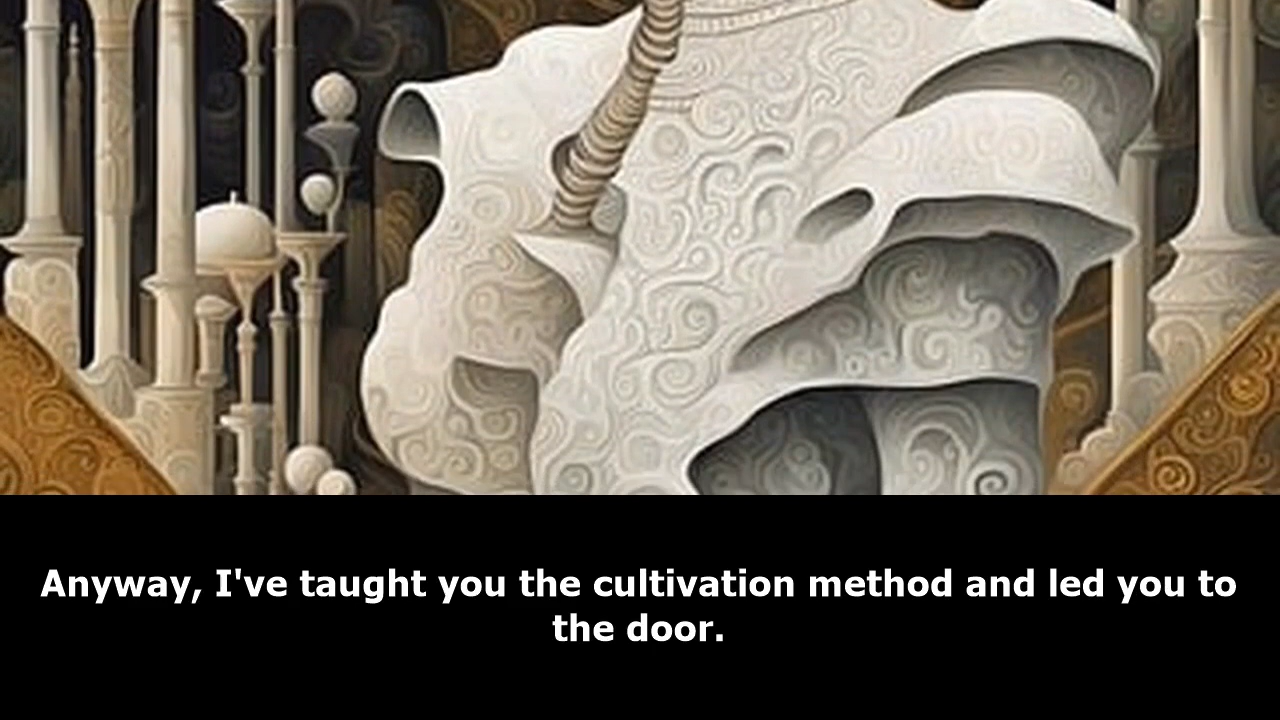 Anyway, I've taught you the cultivation method and led you to
the door.